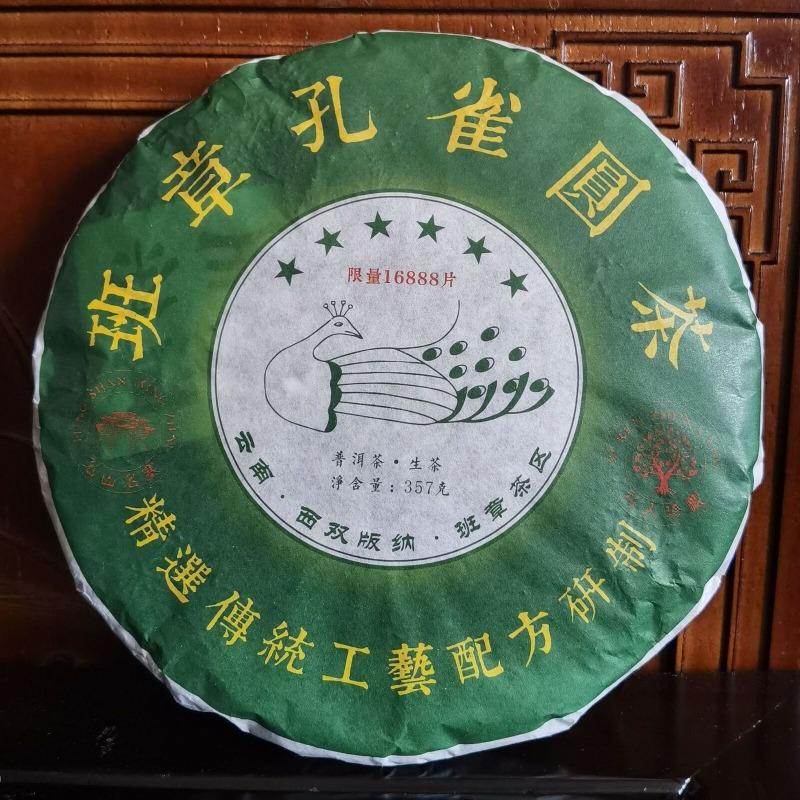 班章孔雀圆茶
限量16888片
普洱茶·生茶
淨含量：357克
云南·西双版纳·班章茶区
精選傳統工藝配方研制